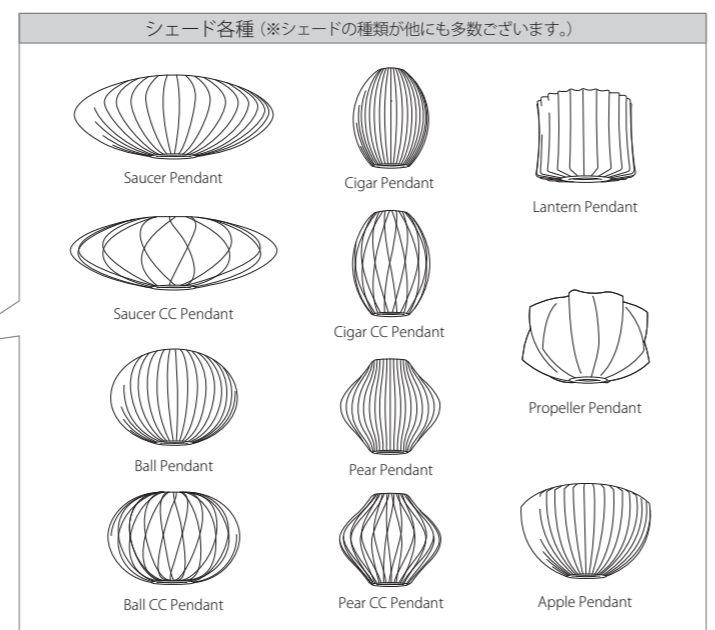 シェード各種（※シェードの種類が他にも多数ございます。）
Saucer Pendant
Cigar Pendant
Lantern Pendant
Saucer CC Pendant
Cigar CC Pendant
Propeller Pendant
Ball Pendant
Pear Pendant
Ball CC Pendant
Pear CC Pendant
Apple Pendant